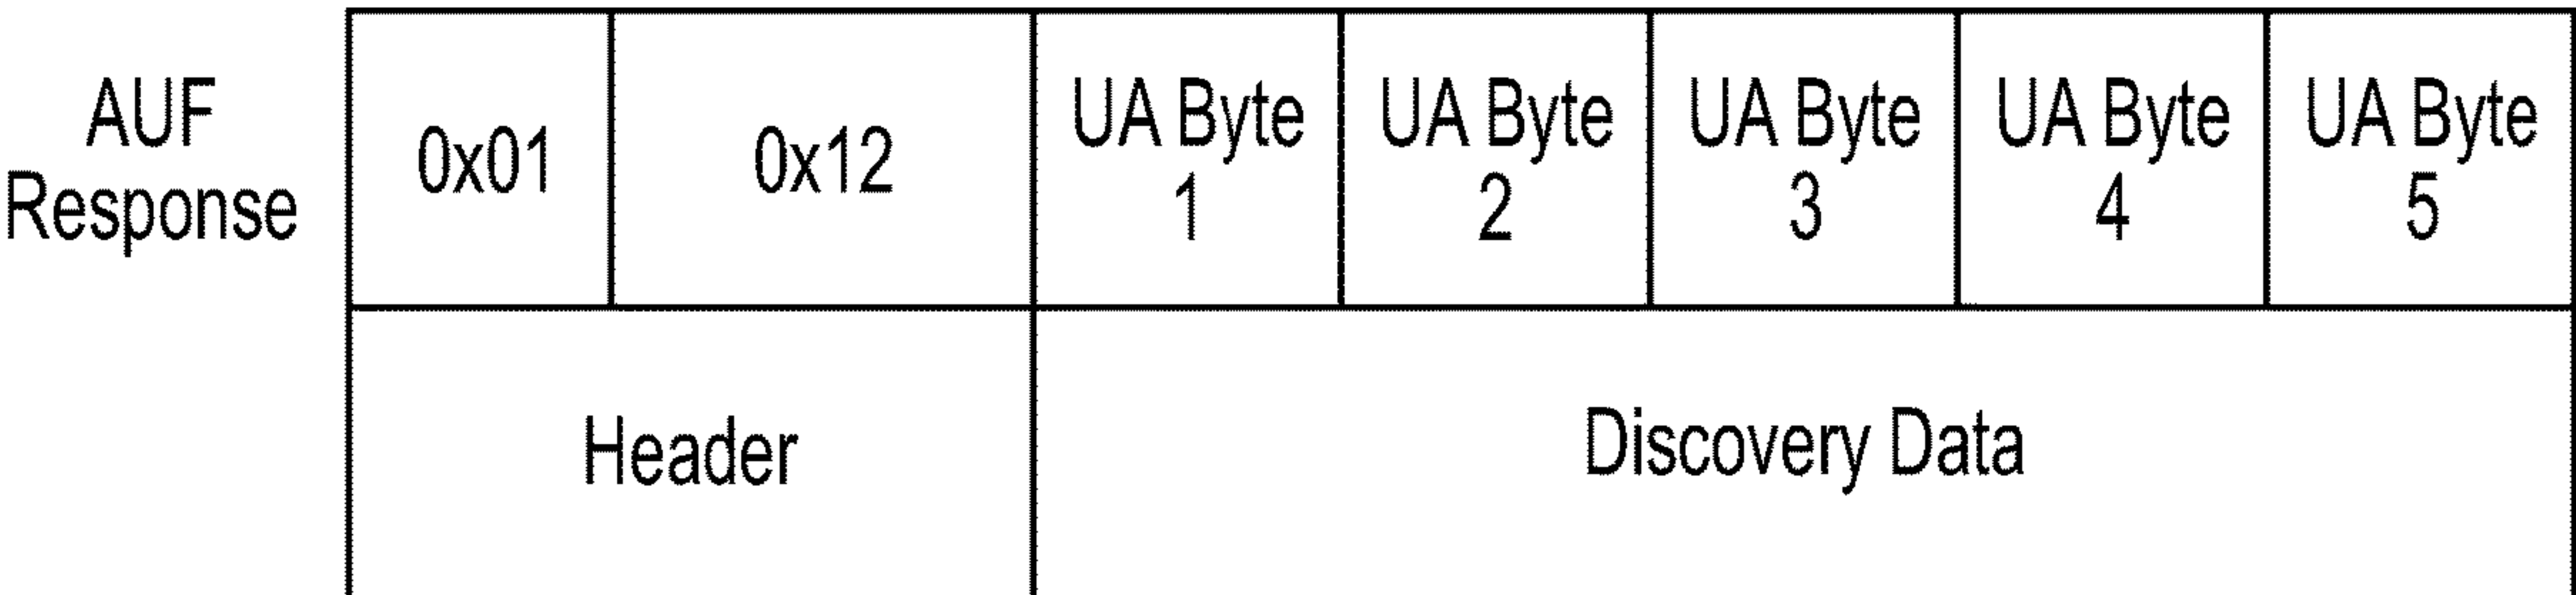 AUF
Response
0x01
0x12
UA Byte
1
UA Byte
2
UA Byte
3
UA Byte
4
UA Byte
5
Header
Discovery Data